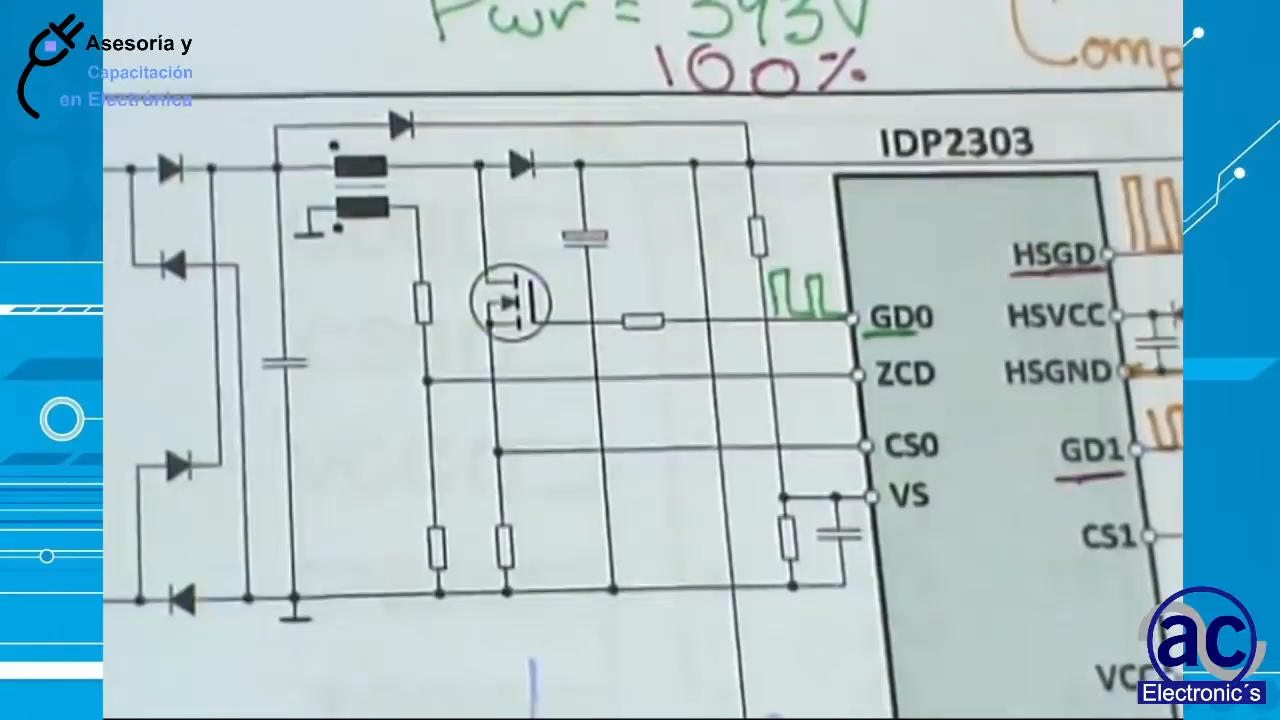 Pwr = 393V
100%
Comp
Asesoría y
Capacitación
en Electrónica
IDP2303
HSGD
GD0
HSVCC
ZCD
HSGND
CS0
GD1
VS
CS1
VCC
ac
Electronic´s